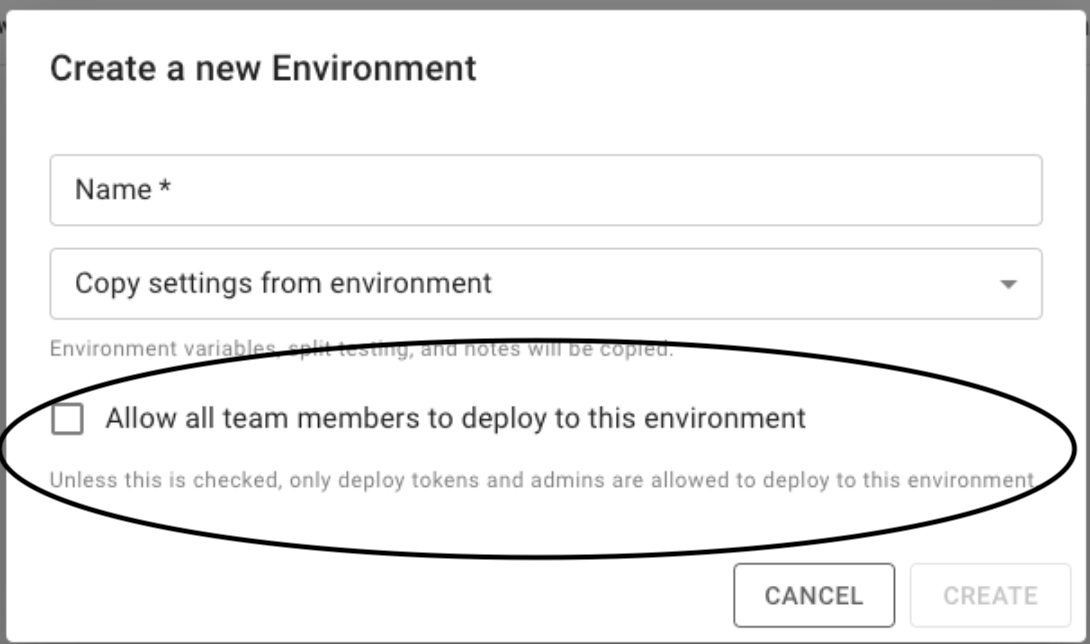 Create a new Environment
Name *
Copy settings from environment
Environment variables, split testing, and notes will be copied.
Allow all team members to deploy to this environment
Unless this is checked, only deploy tokens and admins are allowed to deploy to this environment
CANCEL
CREATE